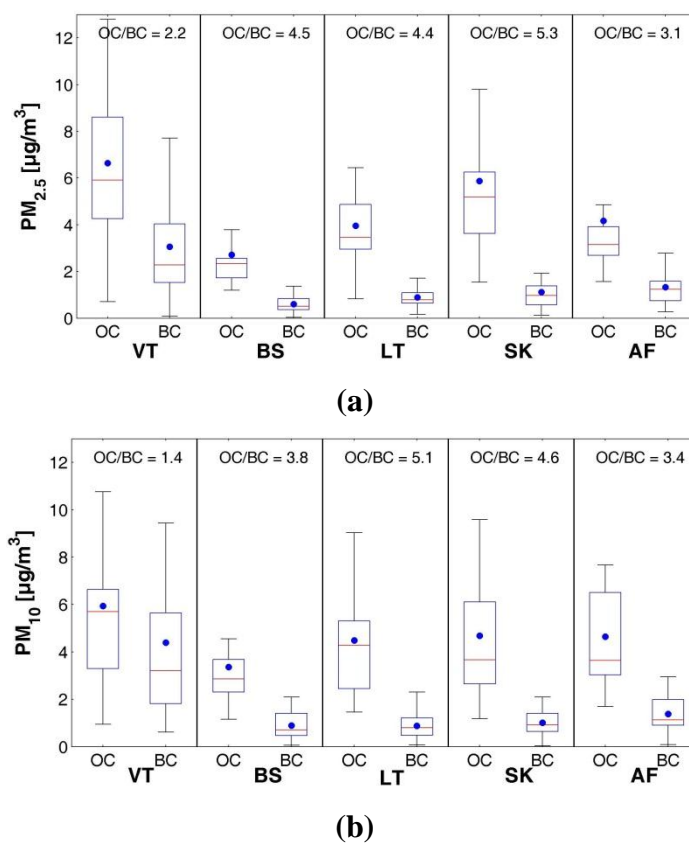 OC/BC = 2.2 OC/BC = 4.5 OC/BC = 4.4 OC/BC = 5.3 OC/BC = 3.1
12
10
8
6
4
2
0
PM2.5 [µg/m³]
OC BC OC BC OC BC OC BC OC BC
VT BS LT SK AF
(a)
OC/BC = 1.4 OC/BC = 3.8 OC/BC = 5.1 OC/BC = 4.6 OC/BC = 3.4
12
10
8
6
4
2
0
PM10 [µg/m³]
OC BC OC BC OC BC OC BC OC BC
VT BS LT SK AF
(b)